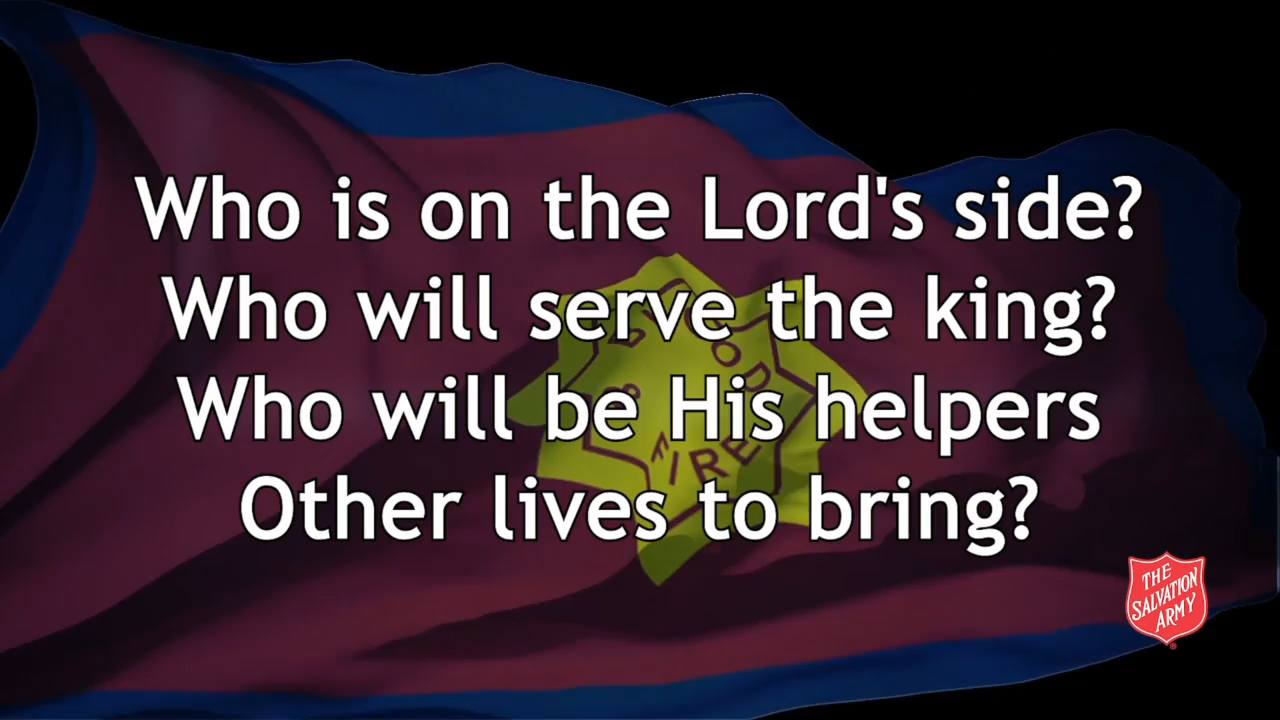 Who is on the Lord's side?
Who will serve the king?
Who will be His helpers
Other lives to bring?
FIRE
THE
SALVATION
ARMY